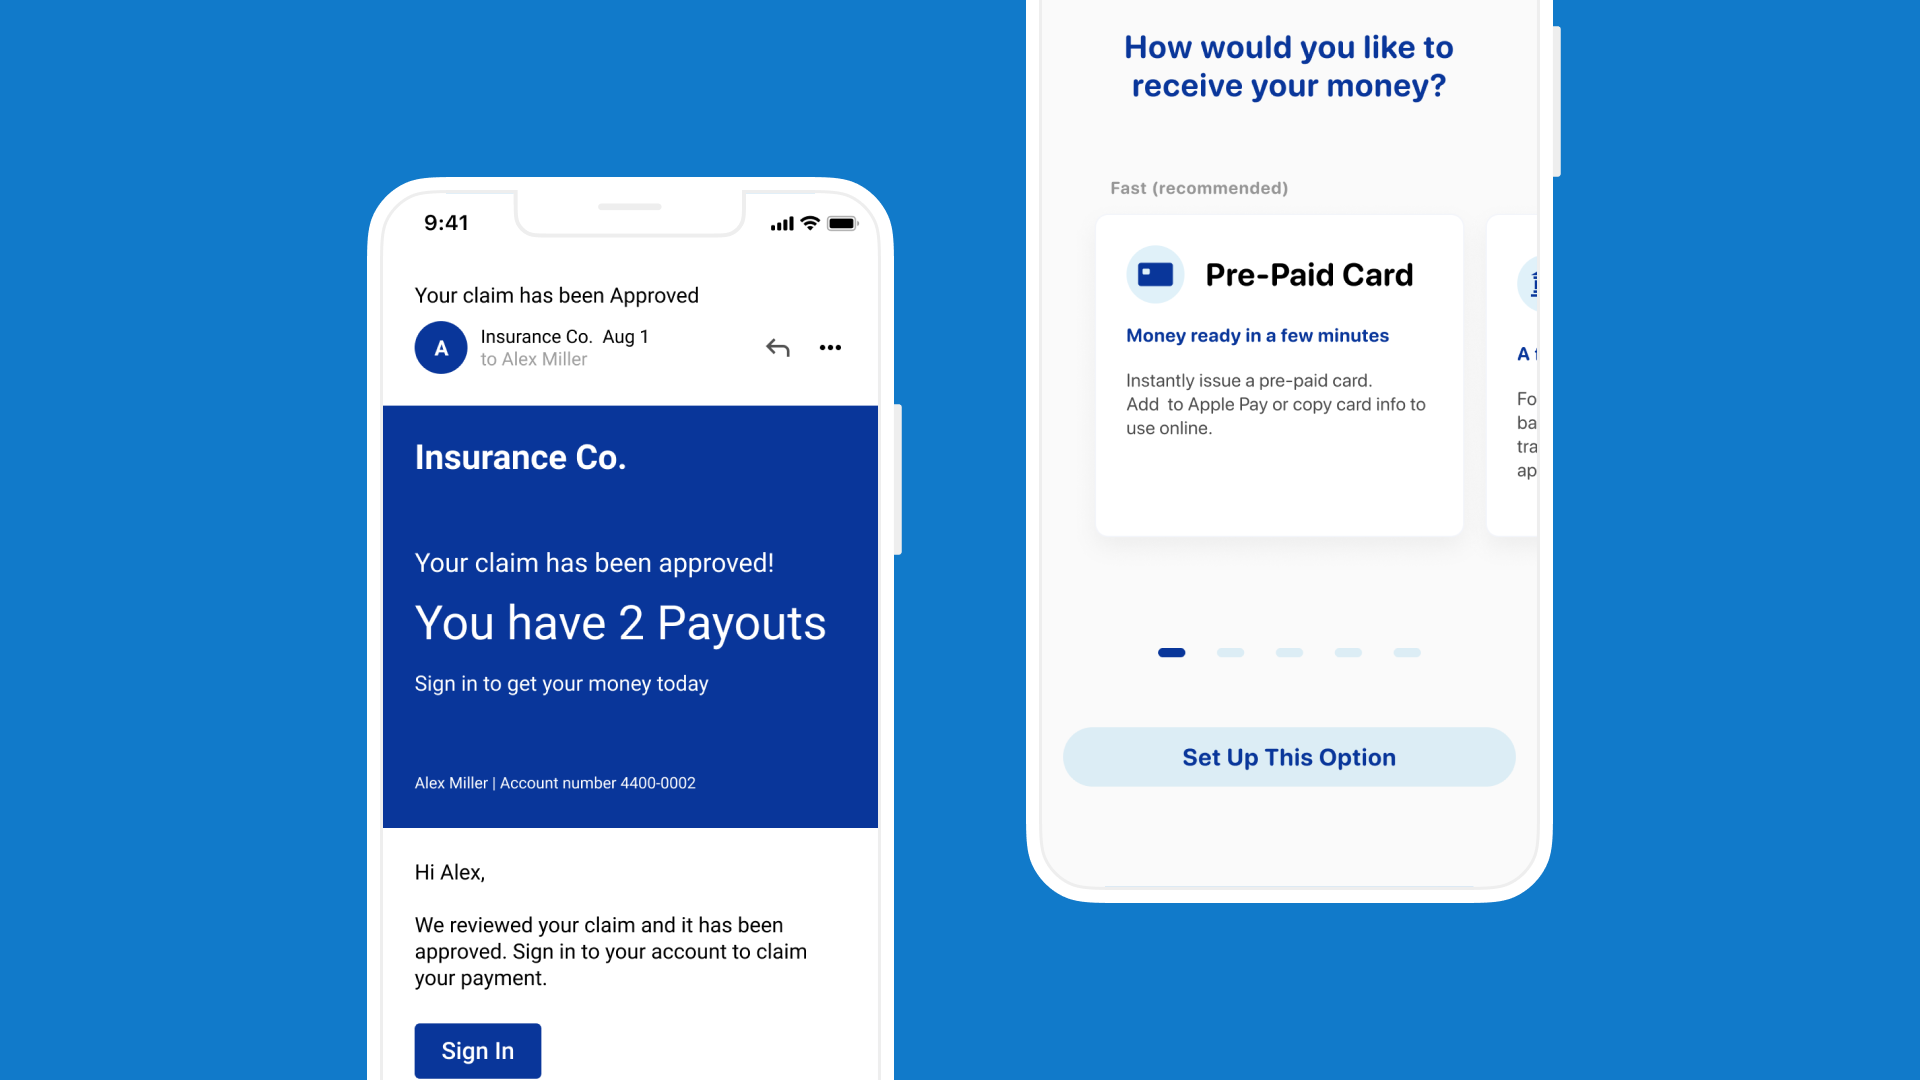 9:41
Your claim has been Approved
A
Insurance Co. Aug 1
to Alex Miller
Insurance Co.
Your claim has been approved!
You have 2 Payouts
Sign in to get your money today
Alex Miller | Account number 4400-0002
Hi Alex,
We reviewed your claim and it has been
approved. Sign in to your account to claim
your payment.
Sign In
How would you like to
receive your money?
Fast (recommended)
Pre-Paid Card
Money ready in a few minutes
Instantly issue a pre-paid card.
Add to Apple Pay or copy card info to
use online.
A
Fo
ba
tra
ap
Set Up This Option